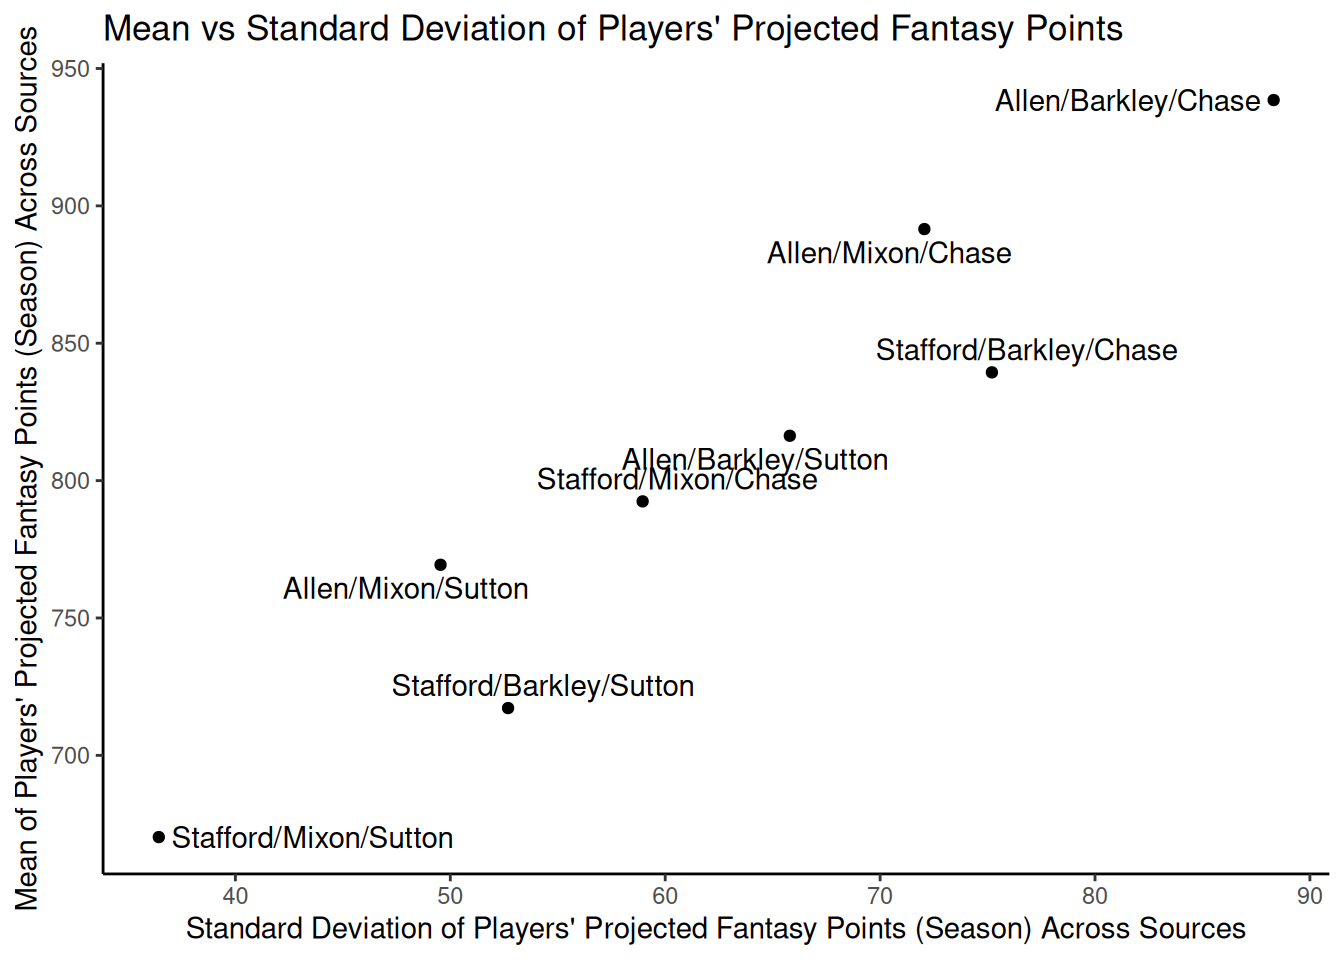 Mean vs Standard Deviation of Players' Projected Fantasy Points
Mean of Players' Projected Fantasy Points (Season) Across Sources
950
900
850
800
750
700
Allen/Barkley/Chase
Allen/Mixon/Chase
Stafford/Barkley/Chase
Allen/Barkley/Sutton
Stafford/Mixon/Chase
Allen/Mixon/Sutton
Stafford/Barkley/Sutton
Stafford/Mixon/Sutton
40 50 60 70 80 90
Standard Deviation of Players' Projected Fantasy Points (Season) Across Sources